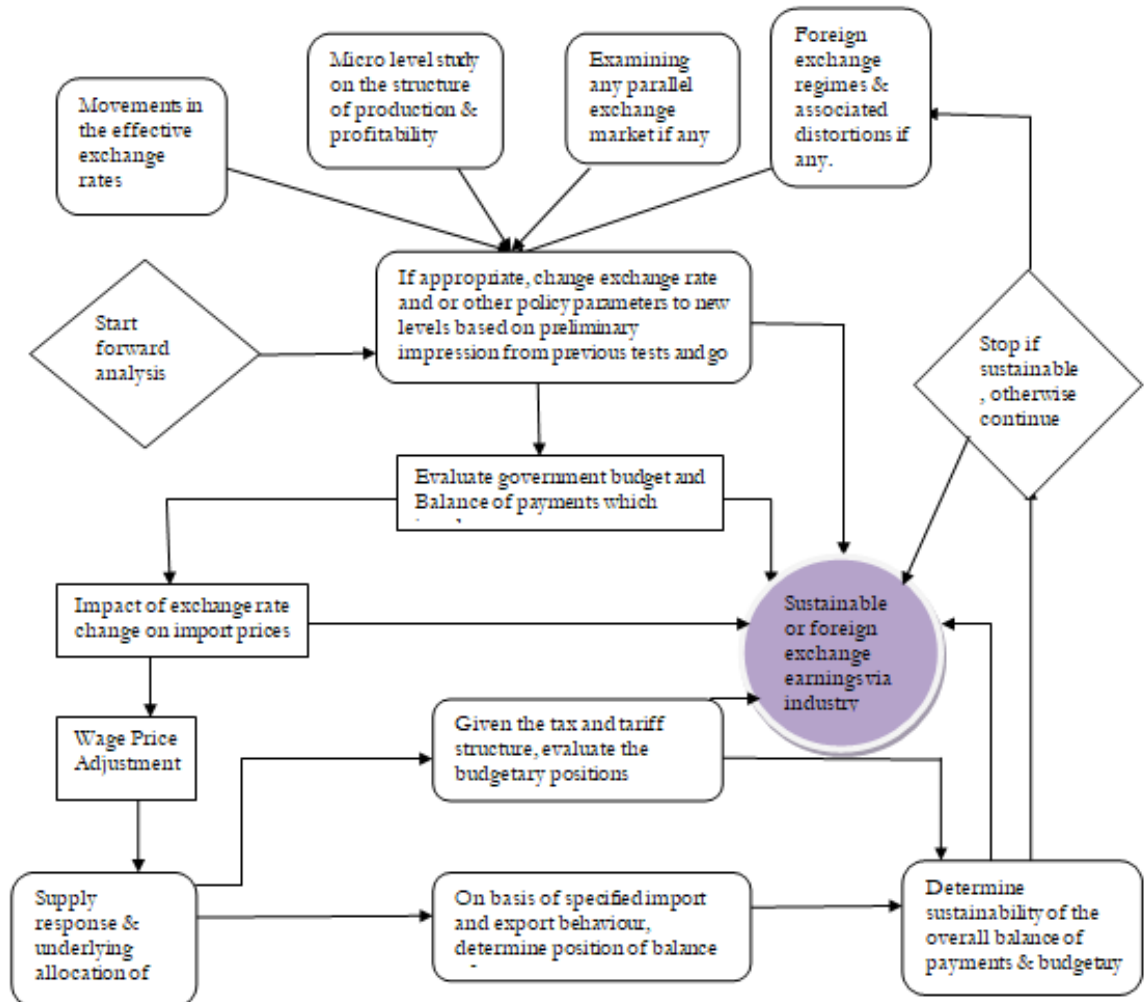 Movements in
the effective
exchange
rates
Micro level study
on the structure
of production &
profitability
Examining
any parallel
exchange
market if any
Foreign
exchange
regimes &
associated
distortions if
any.
Start
forward
analysis
If appropriate, change exchange rate
and or other policy parameters to new
levels based on preliminary
impression from previous tests and go
Stop if
sustainable
, otherwise
continue
Evaluate government budget and
Balance of payments which
Impact of exchange rate
change on import prices
Sustainable
or foreign
exchange
earnings via
industry
Wage Price
Adjustment
Given the tax and tariff
structure, evaluate the
budgetary positions
Supply
response &
underlying
allocation of
On basis of specified import
and export behaviour,
determine position of balance
Determine
sustainability of the
overall balance of
payments & budgetary